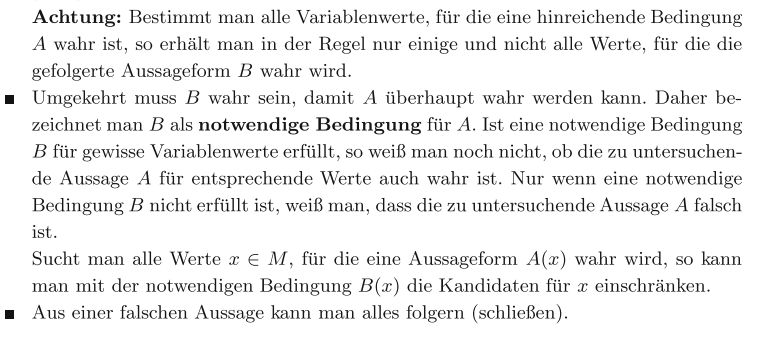 Achtung: Bestimmt man alle Variablenwerte, für die eine hinreichende Bedingung
A wahr ist, so erhält man in der Regel nur einige und nicht alle Werte, für die die
gefolgerte Aussageform B wahr wird.
■ Umgekehrt muss B wahr sein, damit A überhaupt wahr werden kann. Daher be-
zeichnet man B als notwendige Bedingung für A. Ist eine notwendige Bedingung
B für gewisse Variablenwerte erfüllt, so weiß man noch nicht, ob die zu untersuchen-
de Aussage A für entsprechende Werte auch wahr ist. Nur wenn eine notwendige
Bedingung B nicht erfüllt ist, weiß man, dass die zu untersuchende Aussage A falsch
ist.
Sucht man alle Werte x ∈ M, für die eine Aussageform A(x) wahr wird, so kann
man mit der notwendigen Bedingung B(x) die Kandidaten für x einschränken.
■ Aus einer falschen Aussage kann man alles folgern (schließen).